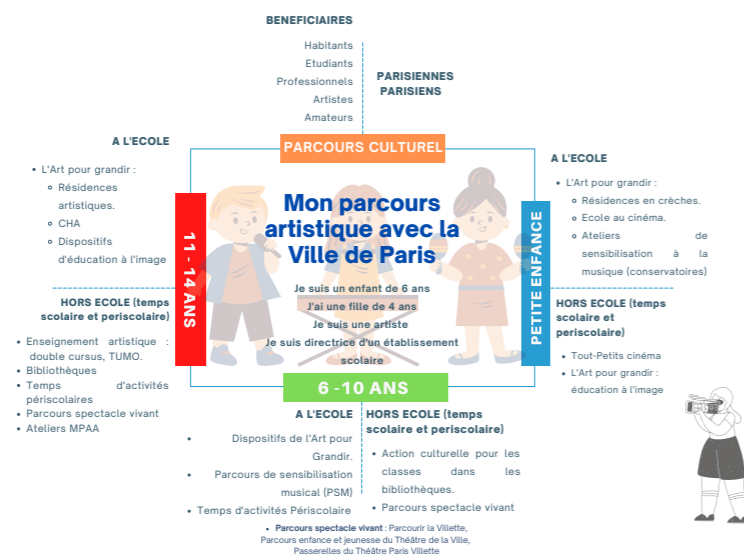 BENEFICIAIRES
Habitants
Etudiants
Professionnels
Artistes
Amateurs
PARISIENNES
PARISIENS
PARCOURS CULTUREL
A L'ECOLE
• L'Art pour grandir :
Résidences
artistiques.
CHA
Dispositifs
d'éducation à l'image
HORS ECOLE (temps
scolaire et periscolaire)
• Enseignement artistique :
double cursus, TUMO.
• Bibliothèques
• Temps d'activités
périscolaires
• Parcours spectacle vivant
• Ateliers MPAA
11 - 14 ANS
Mon parcours
artistique avec la
Ville de Paris
Je suis un enfant de 6 ans
J'ai une fille de 4 ans
Je suis une artiste
Je suis directrice d'un établissement
scolaire
PETITE ENFANCE
A L'ECOLE
• L'Art pour grandir :
Résidences en crèches.
Ecole au cinéma.
Ateliers de
sensibilisation à la
musique (conservatoires)
HORS ECOLE (temps
scolaire et
periscolaire)
• Tout-Petits cinéma
• L'Art pour grandir :
éducation à l'image
6 -10 ANS
A L'ECOLE
• Dispositifs de l'Art pour
Grandir.
• Parcours de sensibilisation
musical (PSM)
• Temps d'activités Périscolaire
HORS ECOLE (temps
scolaire et periscolaire)
• Action culturelle pour les
classes dans les
bibliothèques.
• Parcours spectacle vivant
• Parcours spectacle vivant : Parcourir la Villette,
Parcours enfance et jeunesse du Théâtre de la Ville,
Passerelles du Théâtre Paris Villette